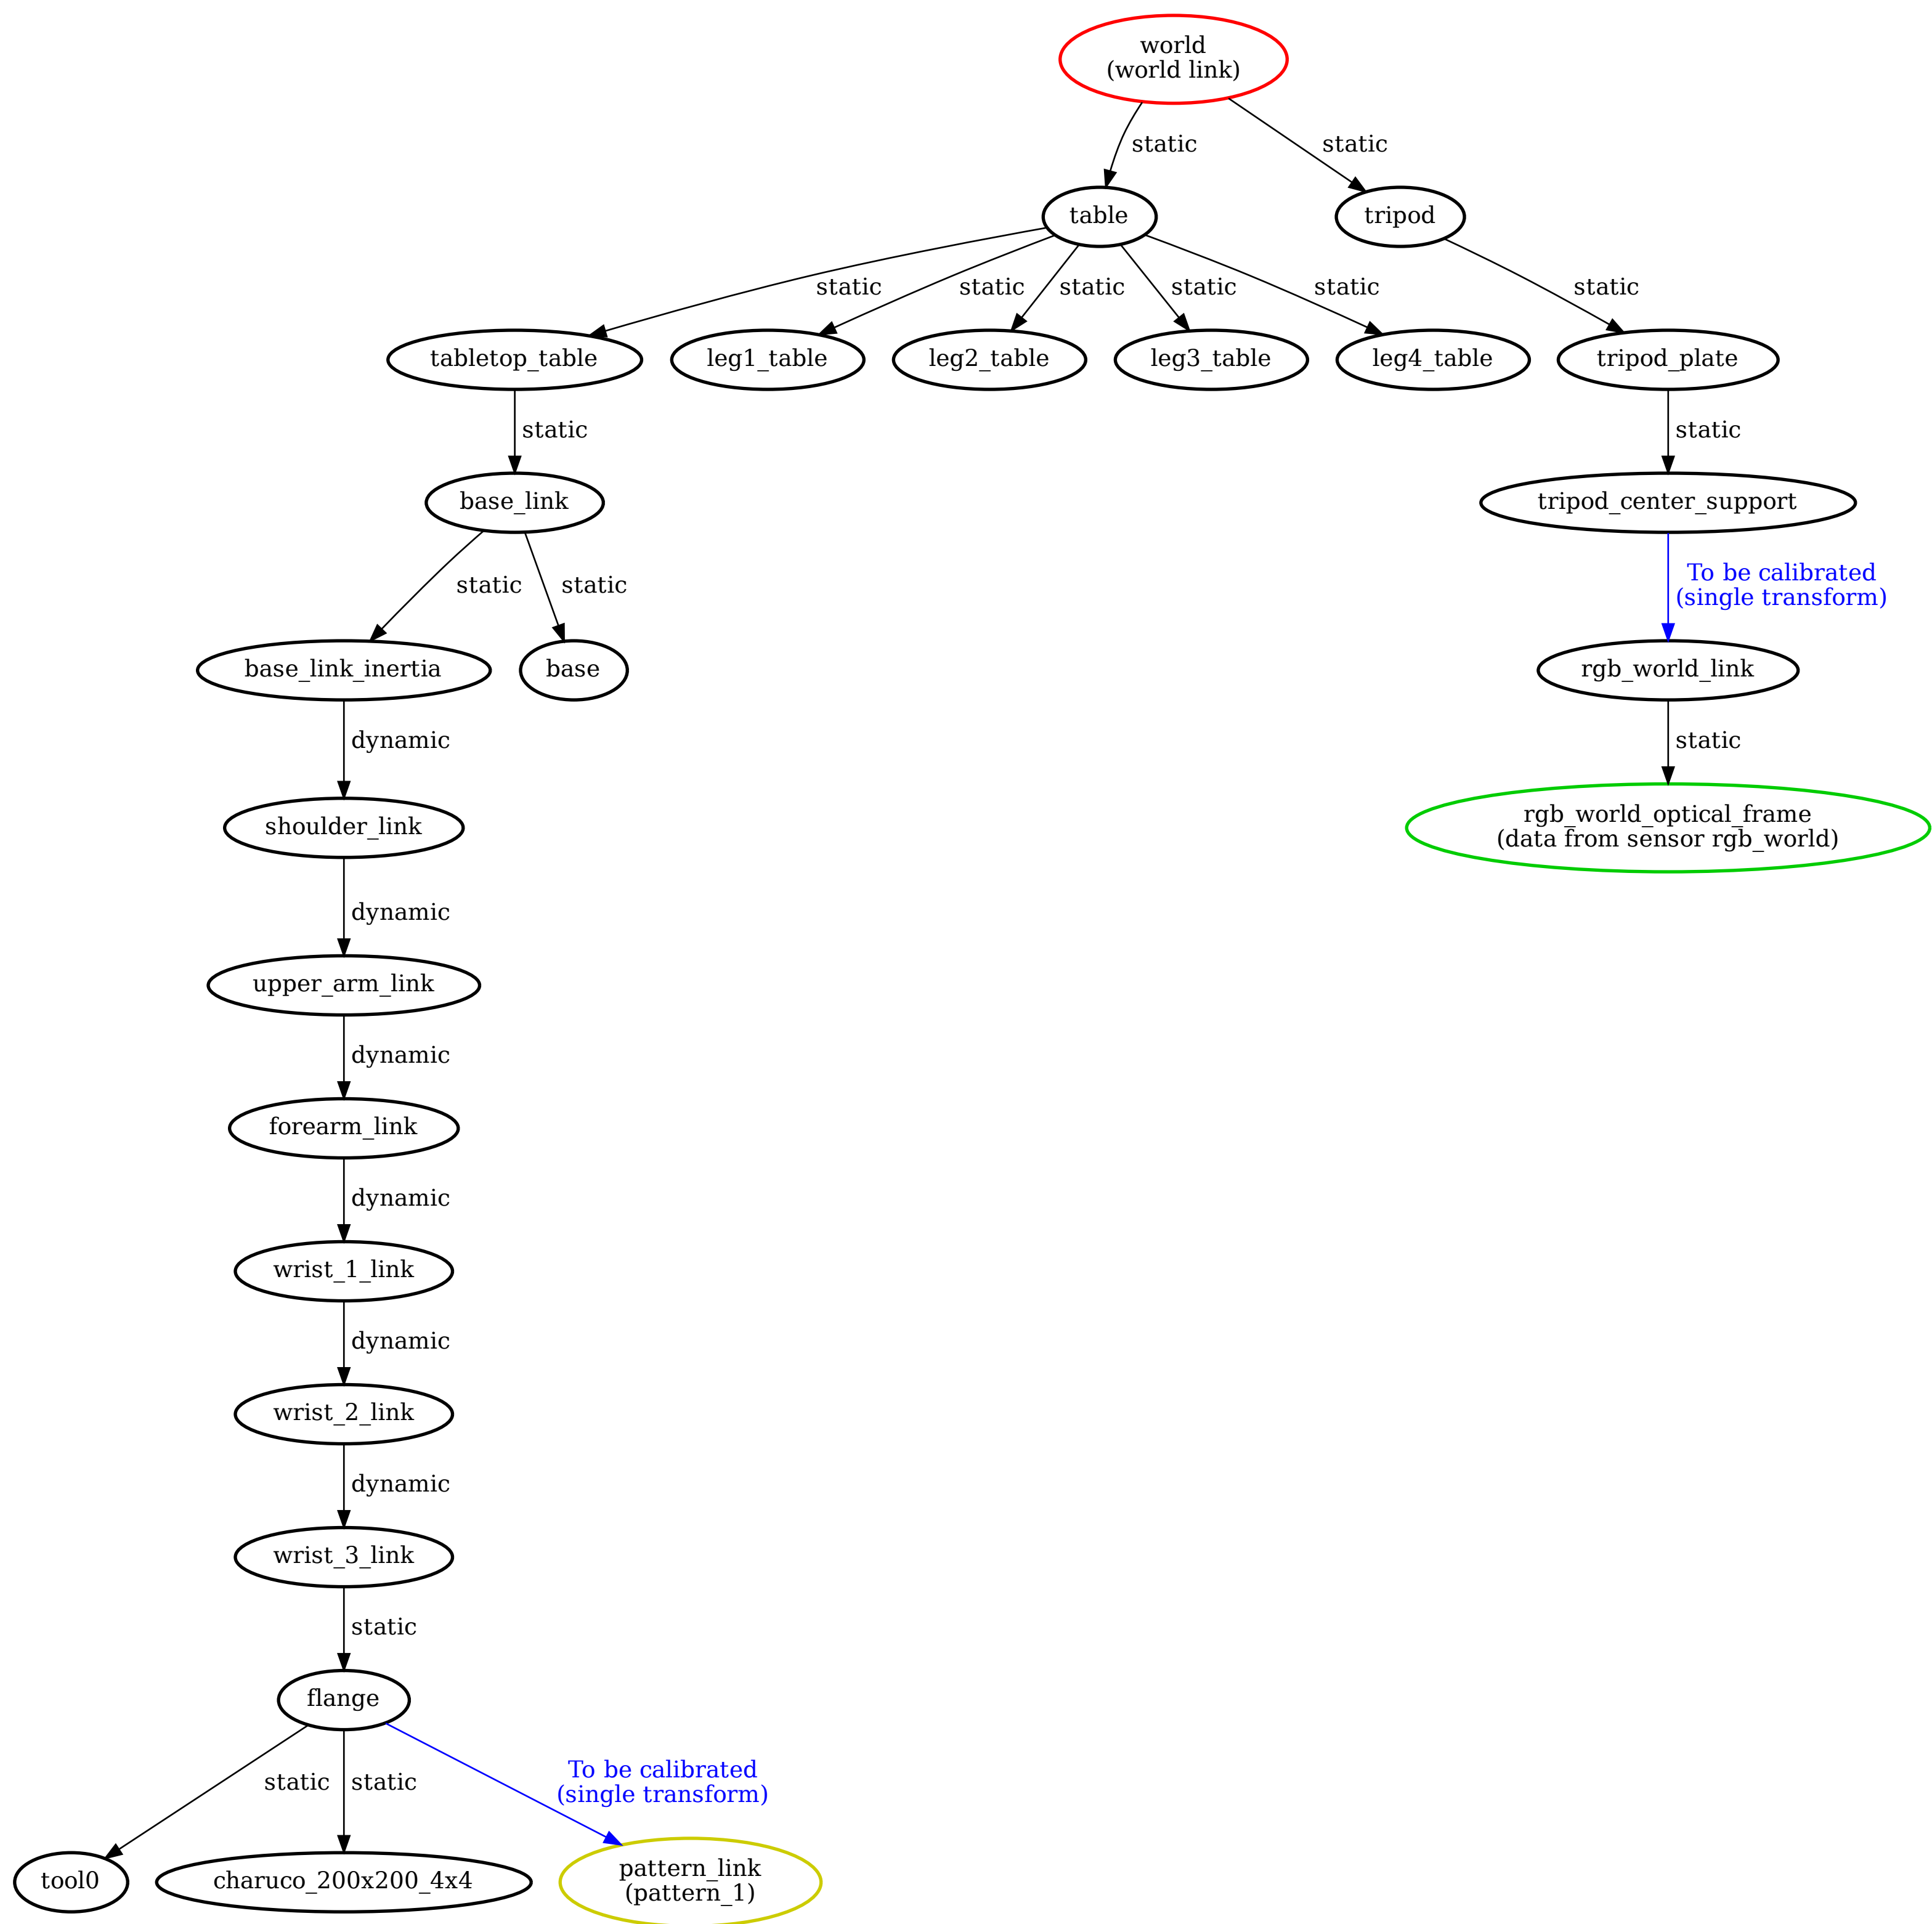 world
(world link)
static
static
table
tripod
static
static
static
static
static
static
tabletop_table
leg1_table
leg2_table
leg3_table
leg4_table
tripod_plate
static
static
base_link
tripod_center_support
static
static
To be calibrated
(single transform)
base_link_inertia
base
rgb_world_link
dynamic
static
shoulder_link
rgb_world_optical_frame
(data from sensor rgb_world)
dynamic
upper_arm_link
dynamic
forearm_link
dynamic
wrist_1_link
dynamic
wrist_2_link
dynamic
wrist_3_link
static
flange
static
static
To be calibrated
(single transform)
tool0
charuco_200x200_4x4
pattern_link
(pattern_1)